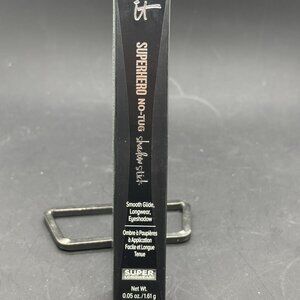 IT
SUPERHERO NO-TUG shadow stick
Smooth Glide,
Longwear,
Eyeshadow
Ombre à Paupières
à Application
Facile et Longue
Tenue
SUPER
Net Wt.
0.05 oz./1.61 g